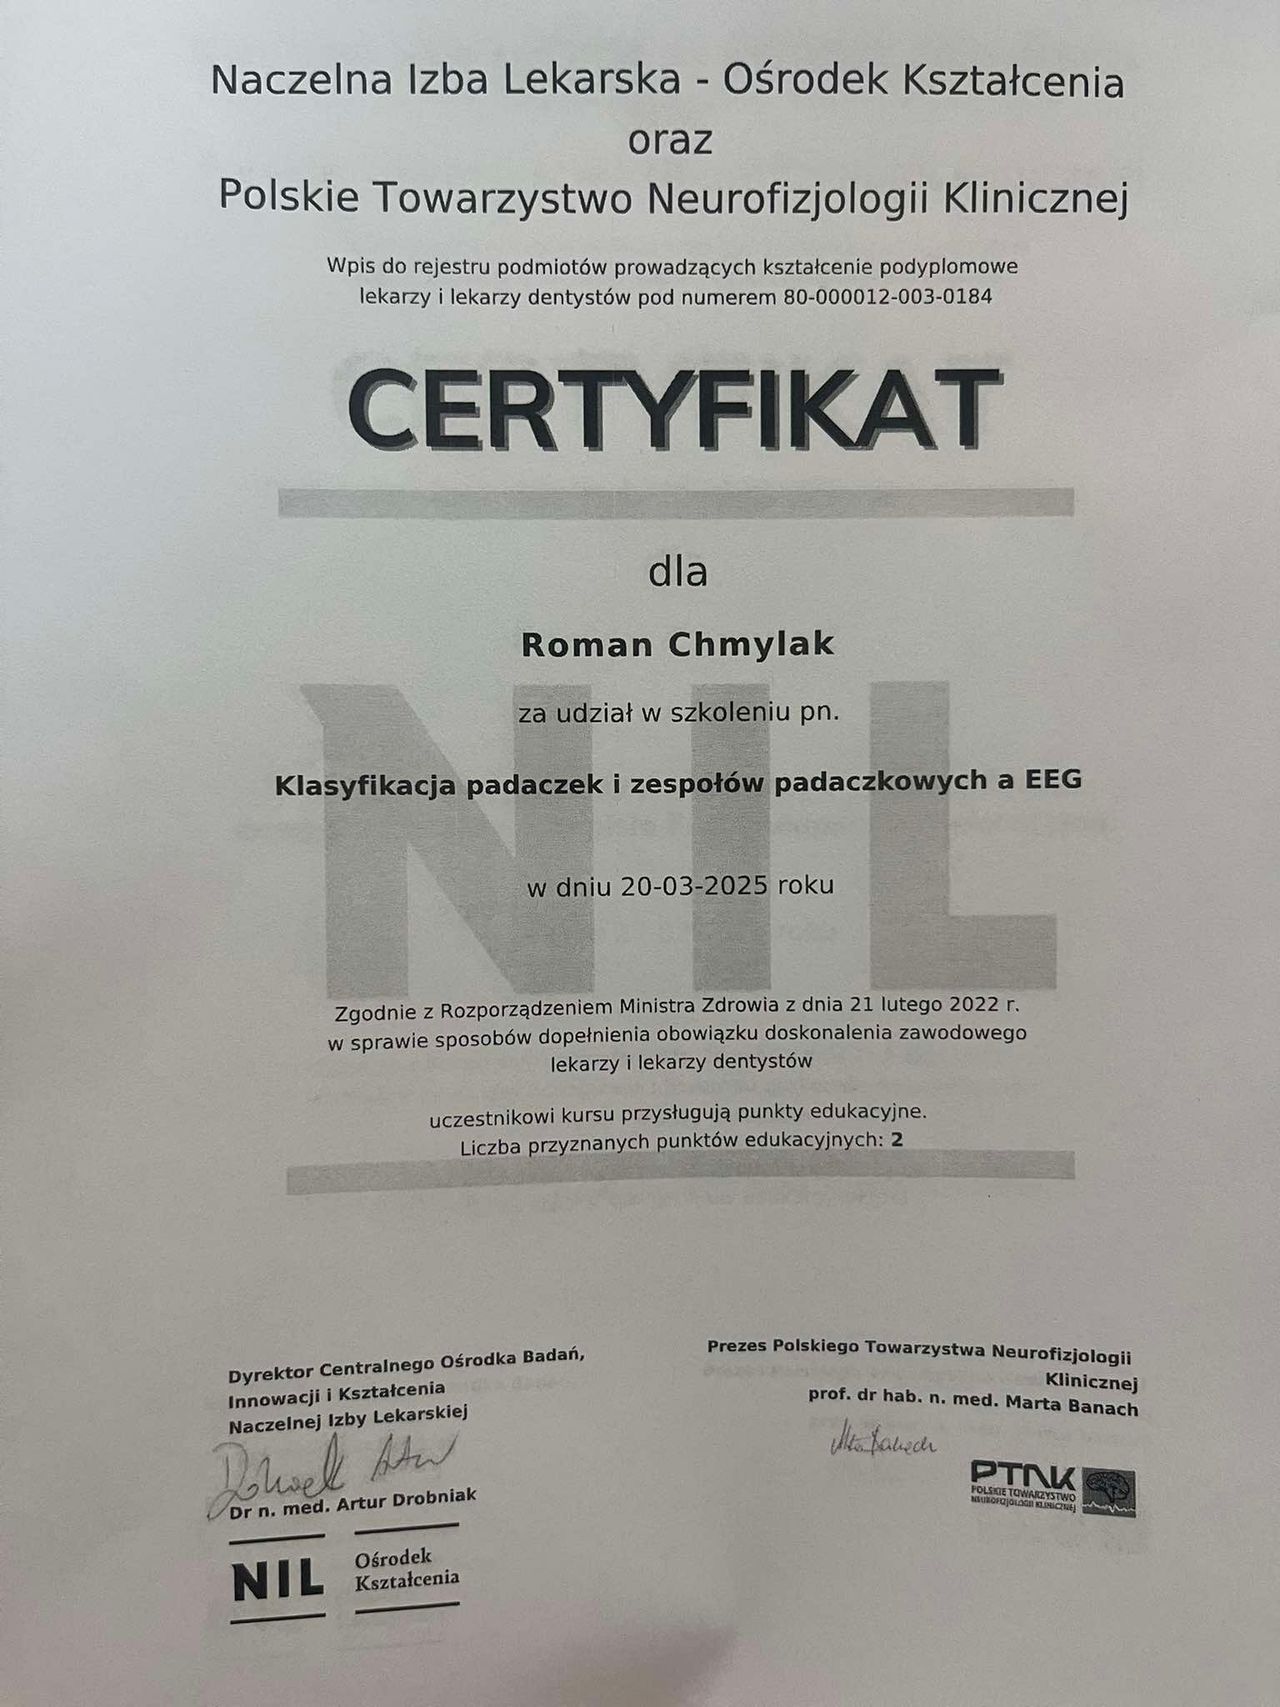 Naczelna Izba Lekarska - Ośrodek Kształcenia
oraz
Polskie Towarzystwo Neurofizjologii Klinicznej
Wpis do rejestru podmiotów prowadzących kształcenie podyplomowe
lekarzy i lekarzy dentystów pod numerem 80-000012-003-0184
CERTYFIKAT
dla
Roman Chmylak
za udział w szkoleniu pn.
Klasyfikacja padaczek i zespołów padaczkowych a EEG
w dniu 20-03-2025 roku
NIL
Zgodnie z Rozporządzeniem Ministra Zdrowia z dnia 21 lutego 2022 r.
w sprawie sposobów dopełnienia obowiązku doskonalenia zawodowego
lekarzy i lekarzy dentystów
uczestnikowi kursu przysługują punkty edukacyjne.
Liczba przyznanych punktów edukacyjnych: 2
Dyrektor Centralnego Ośrodka Badań,
Innowacji i Kształcenia
Naczelnej Izby Lekarskiej
Dr n. med. Artur Drobniak
NIL
Ośrodek
Kształcenia
Prezes Polskiego Towarzystwa Neurofizjologii
Klinicznej
prof. dr hab. n. med. Marta Banach
PTNK
POLSKIE TOWARZYSTWO
NEUROFIZJOLOGII KLINICZNEJ